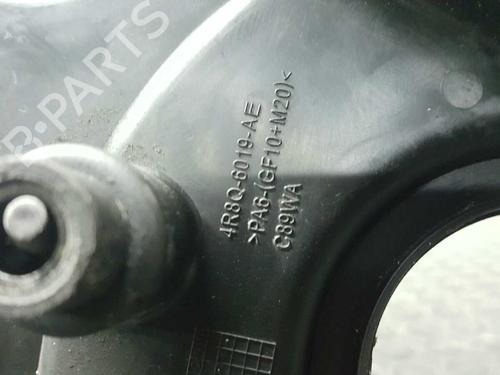 B-PARTS
4R8Q-6019-AE
>PA6-(GF10+M20)<
C89WA